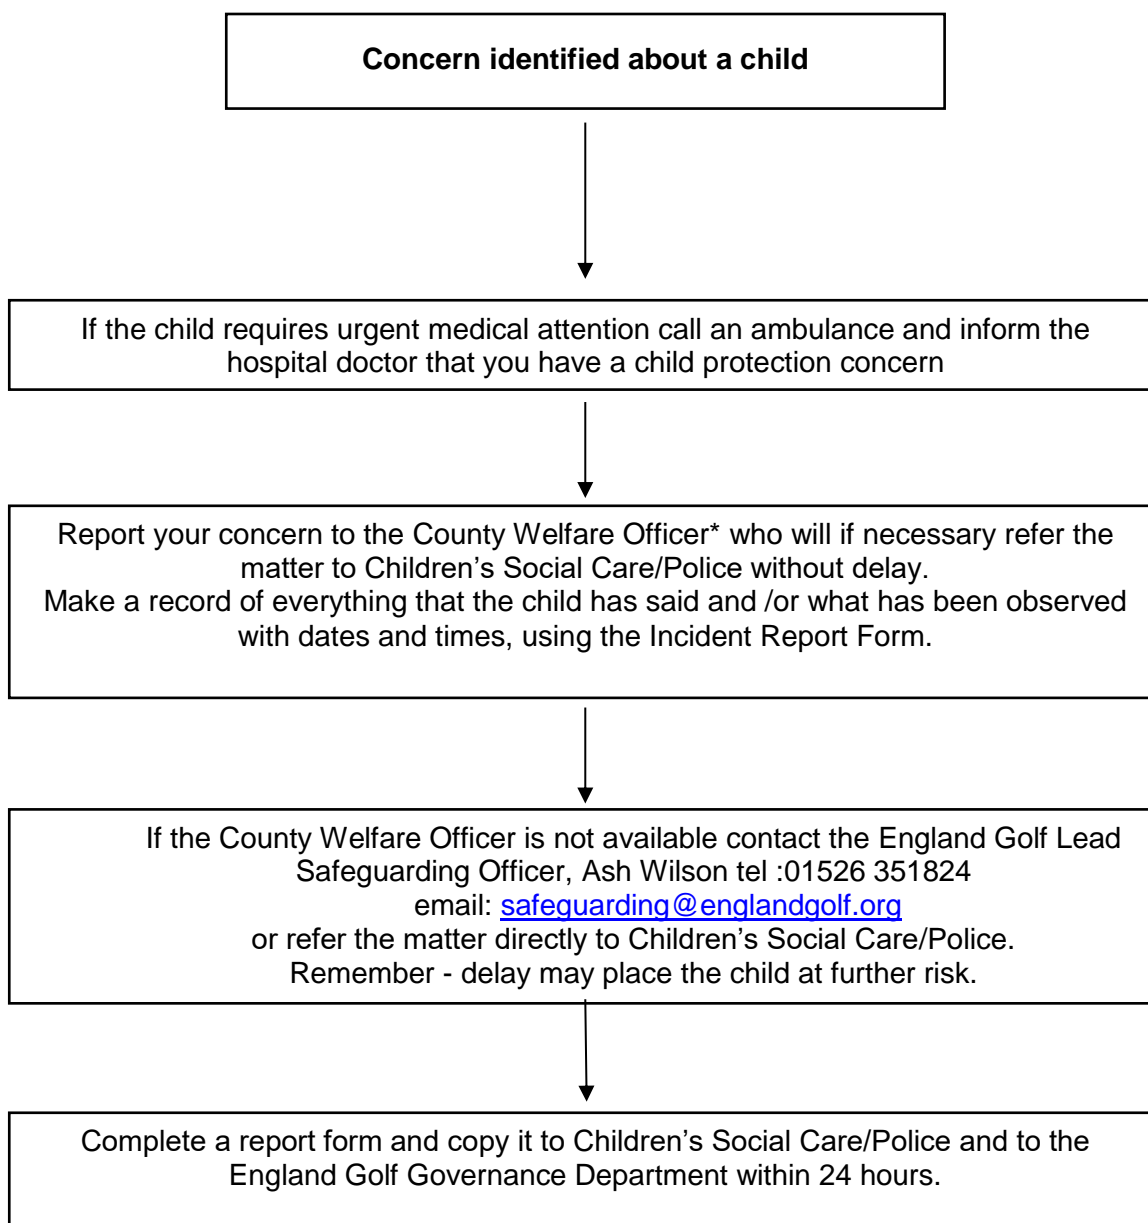 Concern identified about a child
If the child requires urgent medical attention call an ambulance and inform the
hospital doctor that you have a child protection concern
Report your concern to the County Welfare Officer* who will if necessary refer the
matter to Children’s Social Care/Police without delay.
Make a record of everything that the child has said and /or what has been observed
with dates and times, using the Incident Report Form.
If the County Welfare Officer is not available contact the England Golf Lead
Safeguarding Officer, Ash Wilson tel :01526 351824
email: safeguarding@englandgolf.org
or refer the matter directly to Children’s Social Care/Police.
Remember - delay may place the child at further risk.
Complete a report form and copy it to Children’s Social Care/Police and to the
England Golf Governance Department within 24 hours.